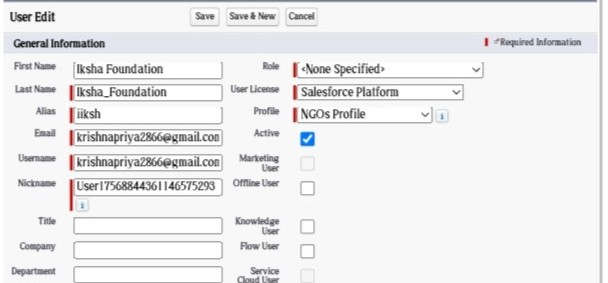 User Edit Save Save & New Cancel
General Information *Required Information
First Name Iksha Foundation Role <None Specified>
Last Name Iksha_Foundation User License Salesforce Platform
Alias iiksh Profile NGOs Profile i
Email krishnapriya2866@gmail.con Active
Username krishnapriya2866@gmail.con Marketing User
Nickname User17568844361146575293 Offline User
i
Title Knowledge User
Company Flow User
Department Service Cloud User